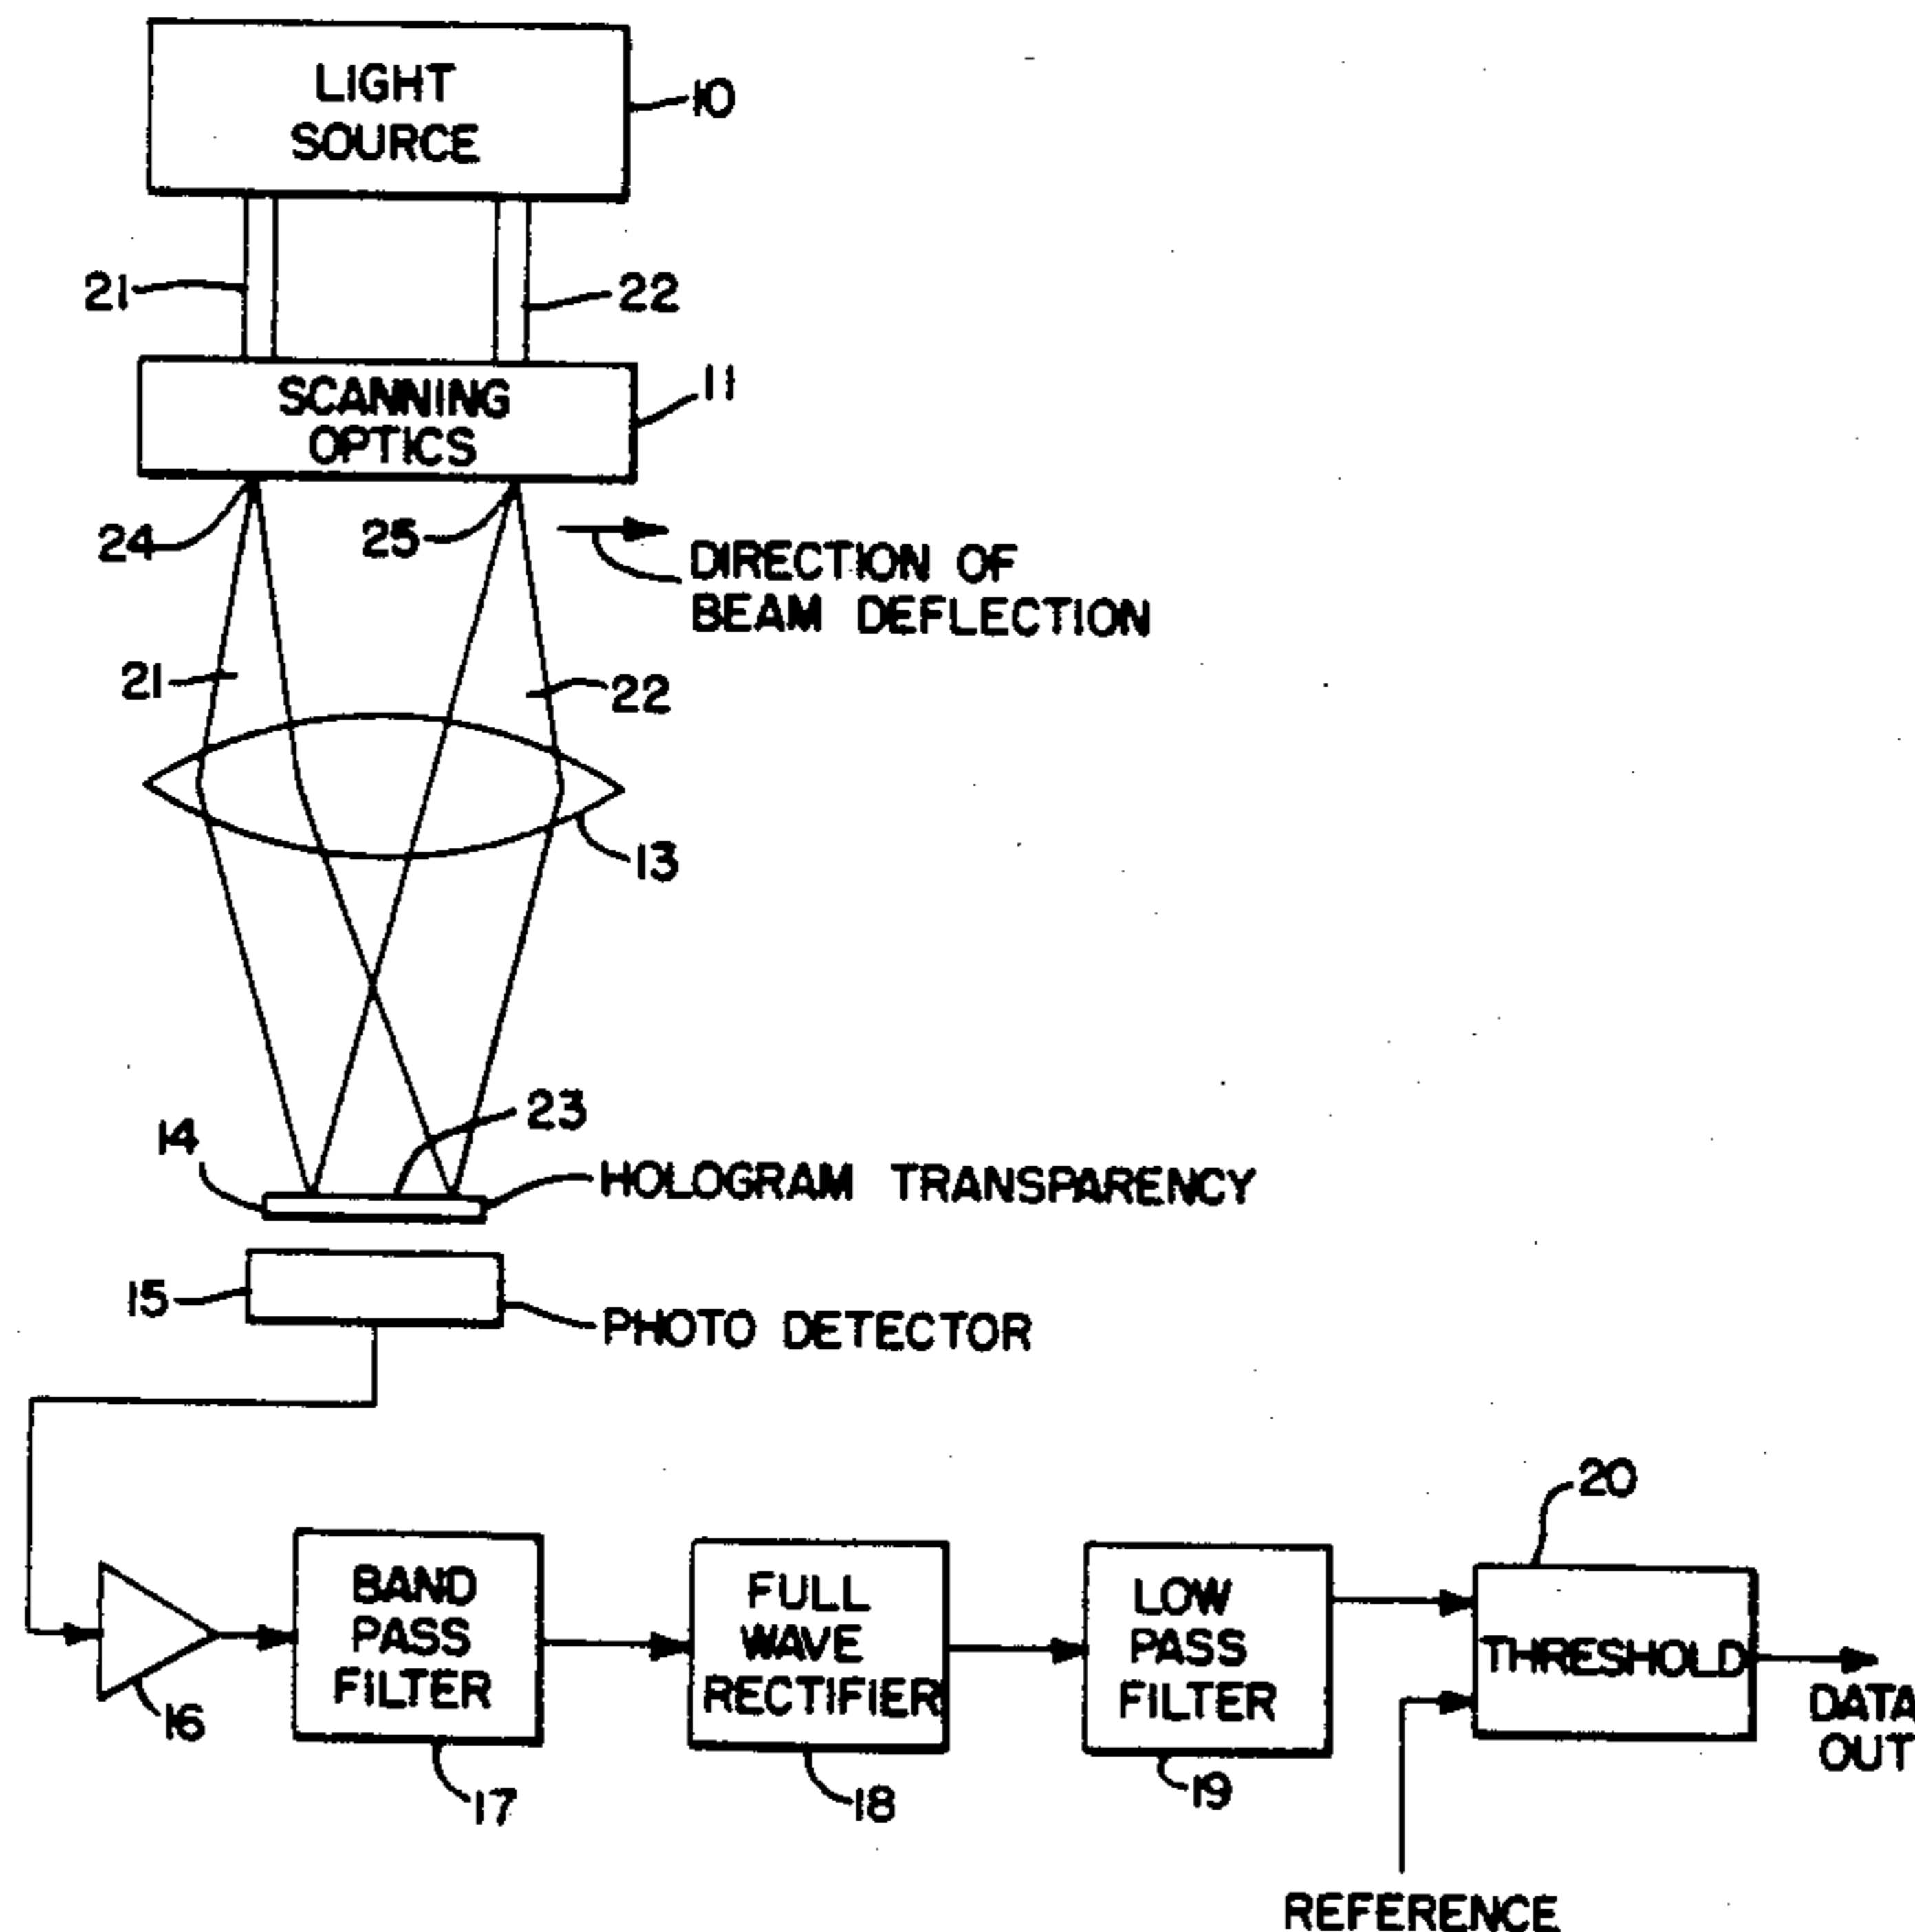 LIGHT
SOURCE
10
21
22
SCANNING
OPTICS
11
24
25
DIRECTION OF
BEAM DEFLECTION
21
22
13
23
14
HOLOGRAM TRANSPARENCY
15
PHOTO DETECTOR
20
BAND
PASS
FILTER
FULL
WAVE
RECTIFIER
LOW
PASS
FILTER
THRESHOLD
DATA
OUT
16
17
18
19
REFERENCE